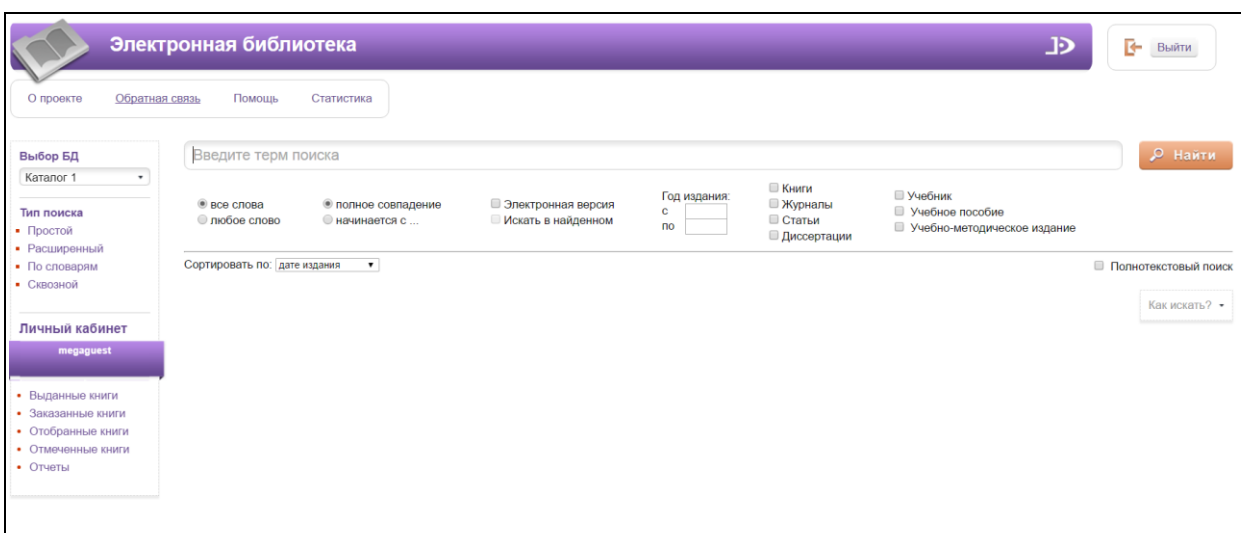 Электронная библиотека
Выйти
О проекте Обратная связь Помощь Статистика
Выбор БД
Каталог 1
Тип поиска
Простой
Расширенный
По словарям
Сквозной
Личный кабинет
megaguest
Выданные книги
Заказанные книги
Отобранные книги
Отмеченные книги
Отчеты
Введите терм поиска
Найти
все слова
любое слово
полное совпадение
начинается с ...
Электронная версия
Искать в найденном
Год издания:
с
по
Книги
Журналы
Статьи
Диссертации
Учебник
Учебное пособие
Учебно-методическое издание
Сортировать по: дате издания
Полнотекстовый поиск
Как искать?